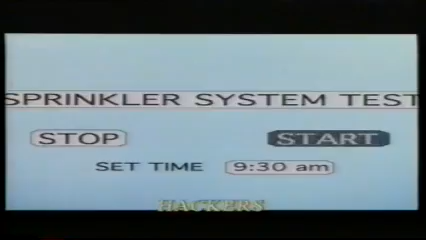 SPRINKLER SYSTEM TEST
STOP START
SET TIME 9:30 am
HACKERS